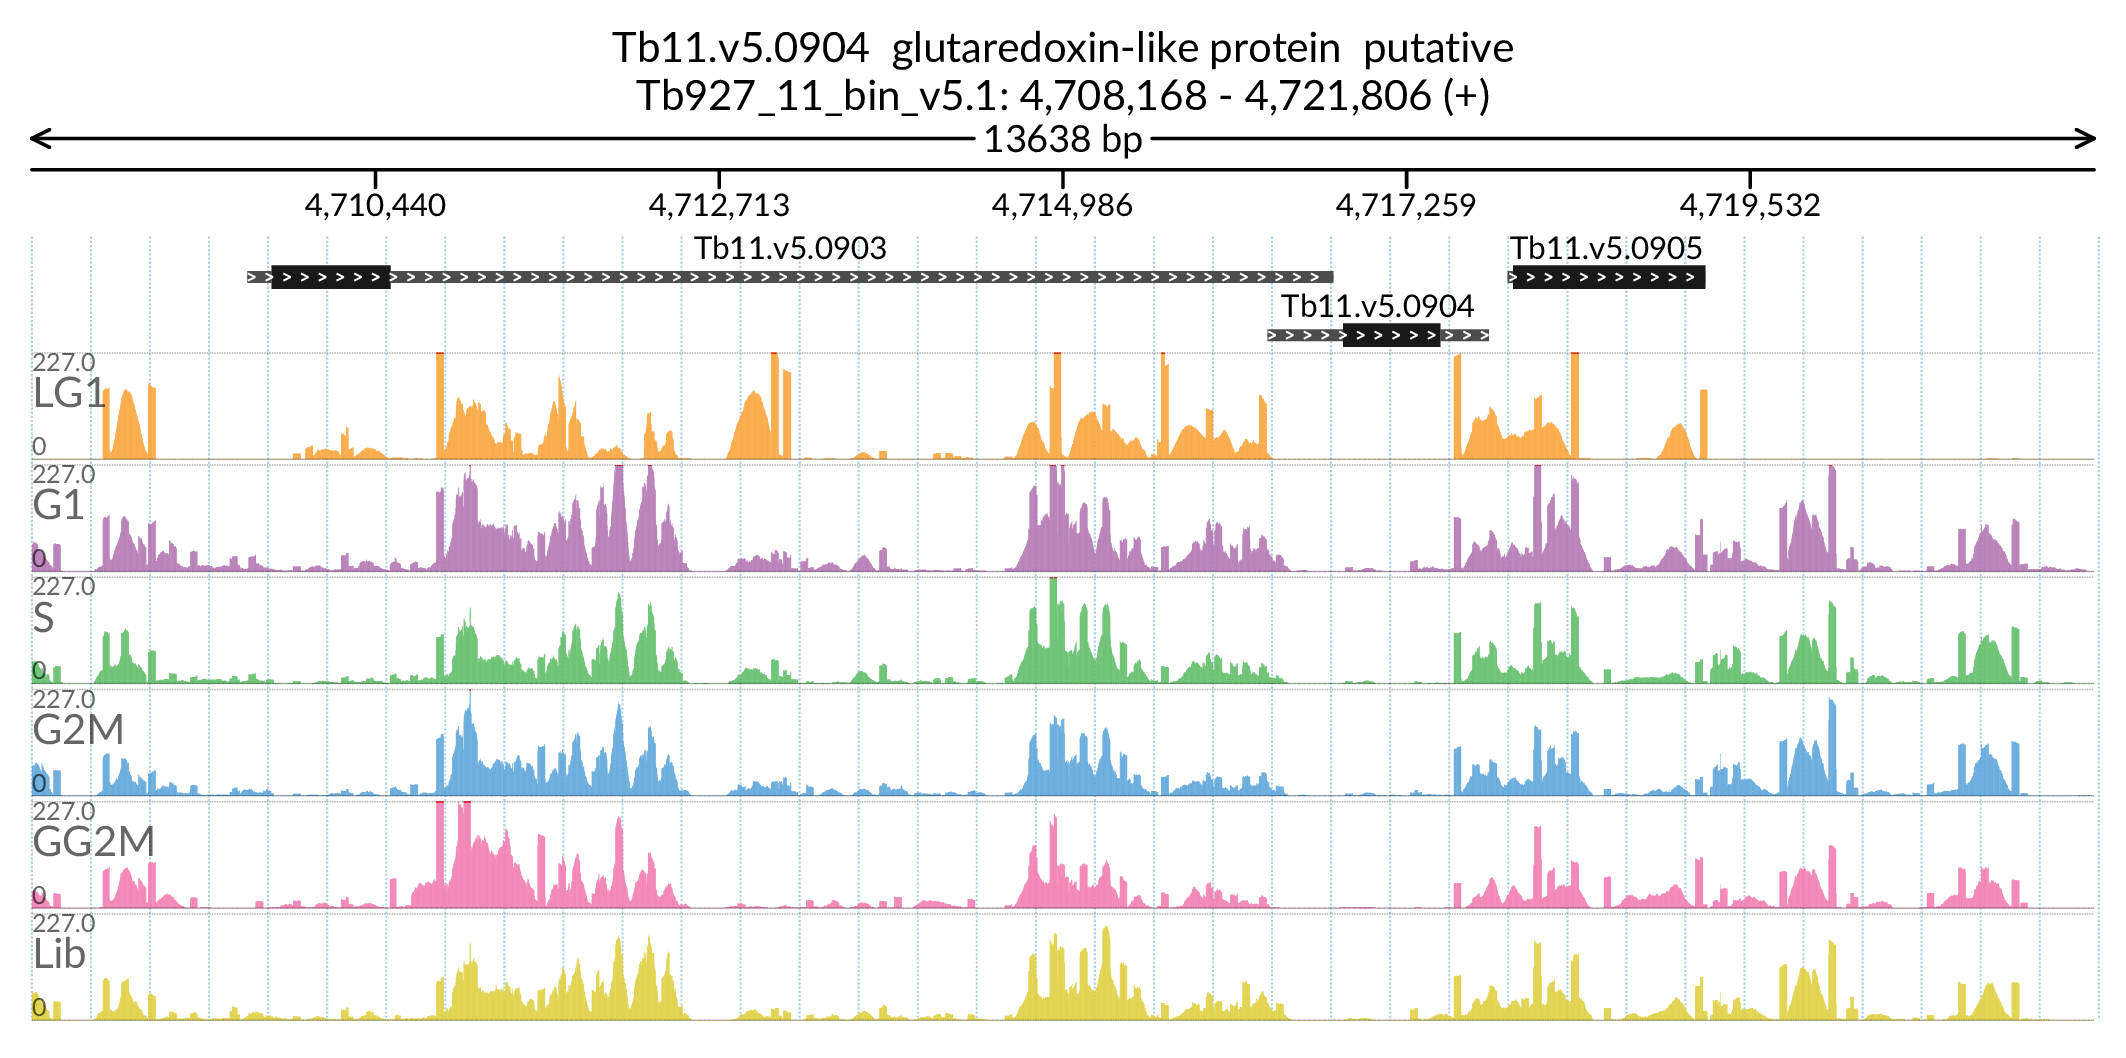 Tb11.v5.0904 glutaredoxin-like protein putative
Tb927_11_bin_v5.1: 4,708,168 - 4,721,806 (+)
13638 bp
4,710,440 4,712,713 4,714,986 4,717,259 4,719,532
Tb11.v5.0903 Tb11.v5.0905
Tb11.v5.0904
227.0
LG1
0
227.0
G1
0
227.0
S
0
227.0
G2M
0
227.0
GG2M
0
227.0
Lib
0